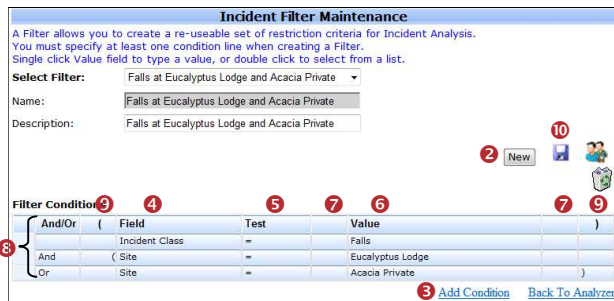 Incident Filter Maintenance
A Filter allows you to create a re-useable set of restriction criteria for Incident Analysis.
You must specify at least one condition line when creating a Filter.
Single click Value field to type a value, or double click to select from a list.
Select Filter: Falls at Eucalyptus Lodge and Acacia Private
Name: Falls at Eucalyptus Lodge and Acacia Private
Description: Falls at Eucalyptus Lodge and Acacia Private
10
2 New
Filter Condition 9 4 5 7 6 7 9
And/Or ( Field Test Value )
8
Incident Class = Falls
And ( Site = Eucalyptus Lodge
Or Site = Acacia Private )
3 Add Condition Back To Analyzer